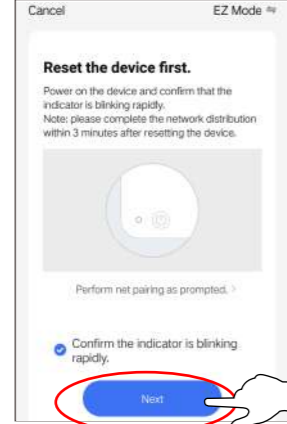 Cancel EZ Mode ⇋
Reset the device first.
Power on the device and confirm that the
indicator is blinking rapidly.
Note: please complete the network distribution
within 3 minutes after resetting the device.
Perform net pairing as prompted. >
Confirm the indicator is blinking
rapidly.
Next